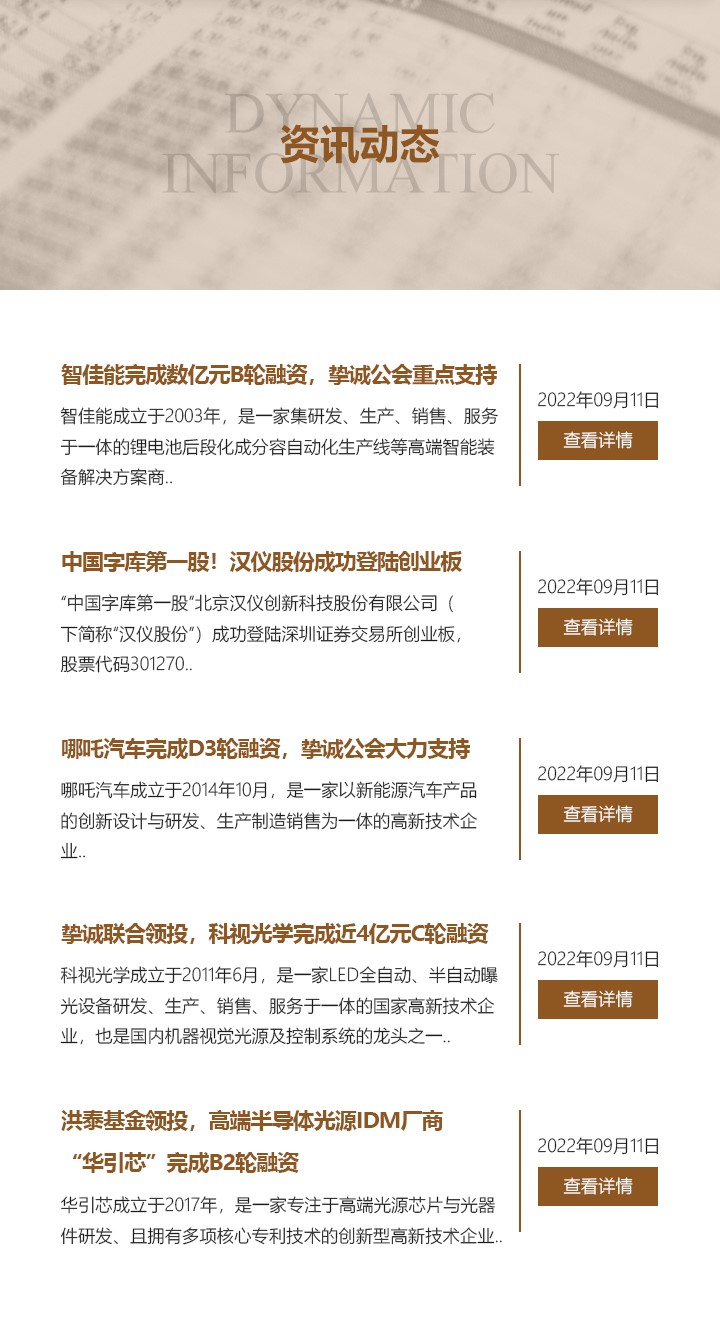 DYNAMIC
资讯动态
INFORMATION
智佳能完成数亿元B轮融资，挚诚公会重点支持
智佳能成立于2003年，是一家集研发、生产、销售、服务
于一体的锂电池后段化成分容自动化生产线等高端智能装
备解决方案商..
2022年09月11日
查看详情
中国字库第一股！汉仪股份成功登陆创业板
“中国字库第一股”北京汉仪创新科技股份有限公司（
下简称“汉仪股份”）成功登陆深圳证券交易所创业板，
股票代码301270..
2022年09月11日
查看详情
哪吒汽车完成D3轮融资，挚诚公会大力支持
哪吒汽车成立于2014年10月，是一家以新能源汽车产品
的创新设计与研发、生产制造销售为一体的高新技术企
业..
2022年09月11日
查看详情
挚诚联合领投，科视光学完成近4亿元C轮融资
科视光学成立于2011年6月，是一家LED全自动、半自动曝
光设备研发、生产、销售、服务于一体的国家高新技术企
业，也是国内机器视觉光源及控制系统的龙头之一..
2022年09月11日
查看详情
洪泰基金领投，高端半导体光源IDM厂商
“华引芯”完成B2轮融资
华引芯成立于2017年，是一家专注于高端光源芯片与光器
件研发、且拥有多项核心专利技术的创新型高新技术企业..
2022年09月11日
查看详情